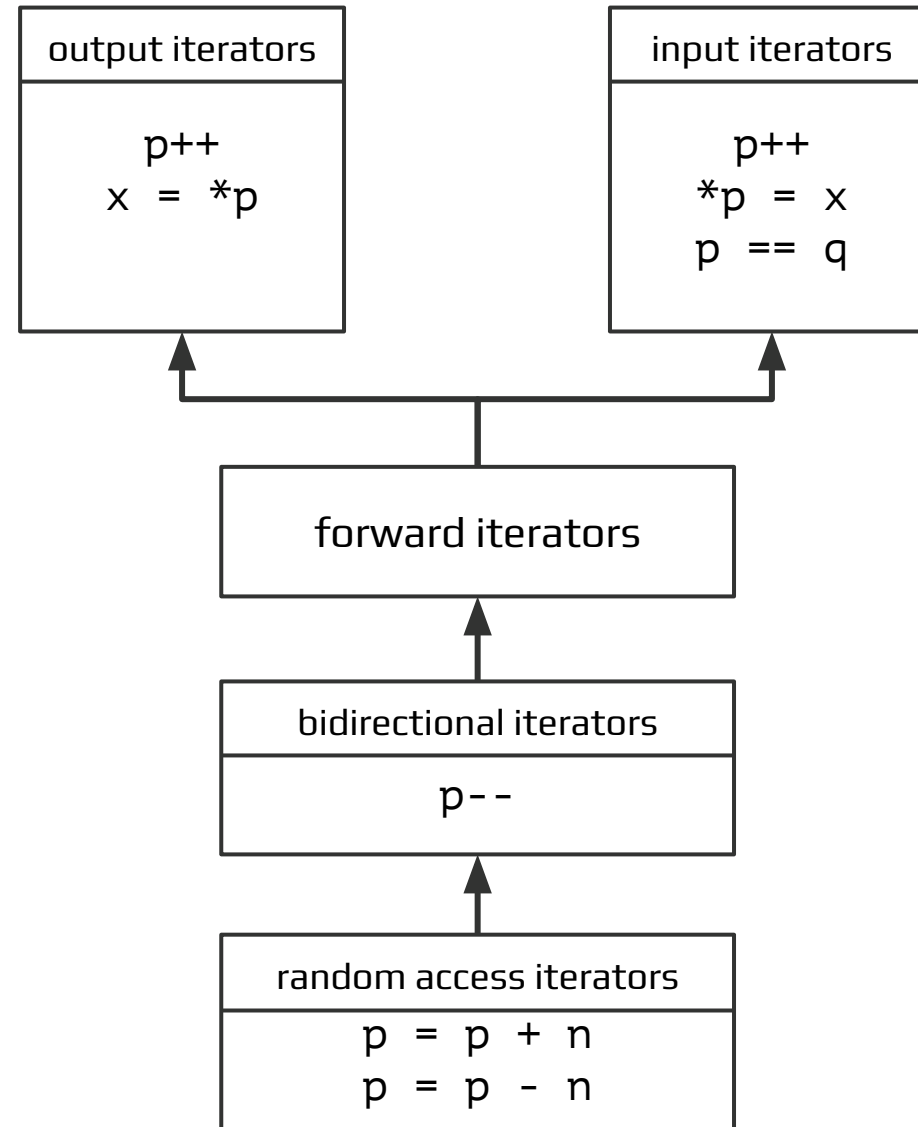 output iterators
p++
x = *p
input iterators
p++
*p = x
p == q
forward iterators
bidirectional iterators
p--
random access iterators
p = p + n
p = p - n